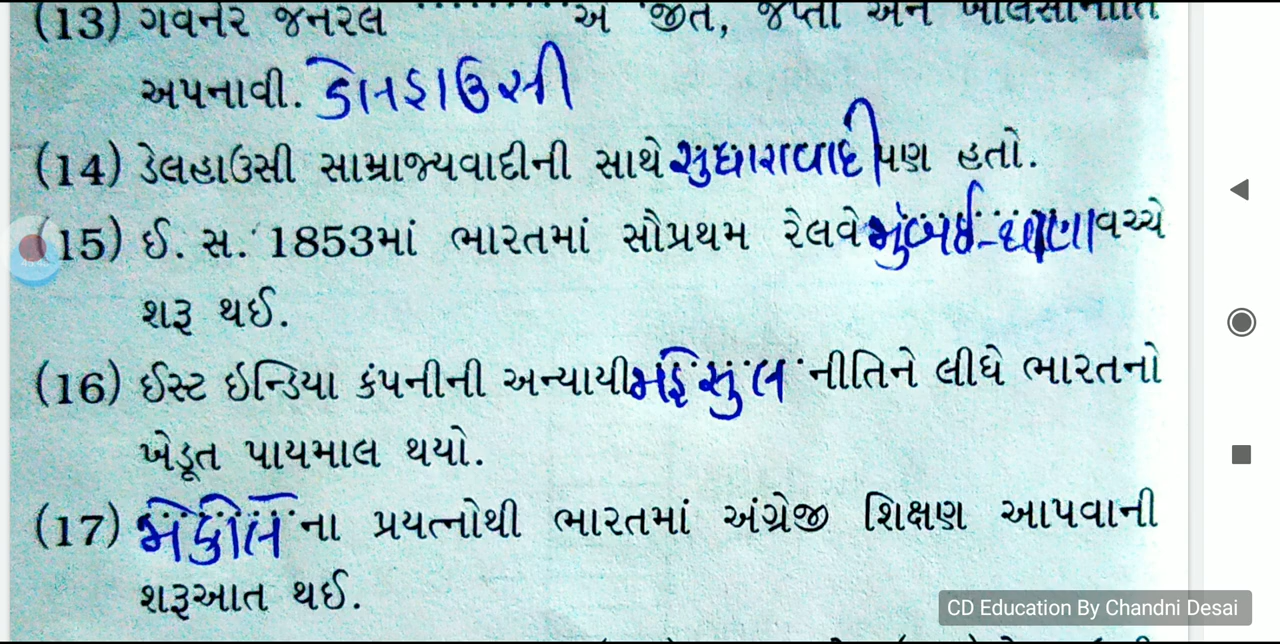 (13) ગવર્નર જનરલ ......... એ જીત, જપ્તી અને ખાલસાનીતિ
અપનાવી. ડેલહાઉસી
(14) ડેલહાઉસી સામ્રાજ્યવાદીની સાથે સુધારાવાદી પણ હતો.
(15) ઈ. સ. 1853માં ભારતમાં સૌપ્રથમ રેલવે મુંબઈ-થાણા વચ્ચે
શરૂ થઈ.
(16) ઈસ્ટ ઇન્ડિયા કંપનીની અન્યાયી મહેસુલ નીતિને લીધે ભારતનો
ખેડૂત પાયમાલ થયો.
(17) મેકોલે ના પ્રયત્નોથી ભારતમાં અંગ્રેજી શિક્ષણ આપવાની
શરૂઆત થઈ.
CD Education By Chandni Desai